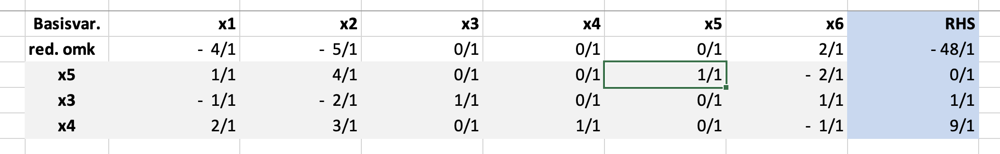 Basisvar. x1 x2 x3 x4 x5 x6 RHS
red. omk - 4/1 - 5/1 0/1 0/1 0/1 2/1 - 48/1
x5 1/1 4/1 0/1 0/1 1/1 - 2/1 0/1
x3 - 1/1 - 2/1 1/1 0/1 0/1 1/1 1/1
x4 2/1 3/1 0/1 1/1 0/1 - 1/1 9/1